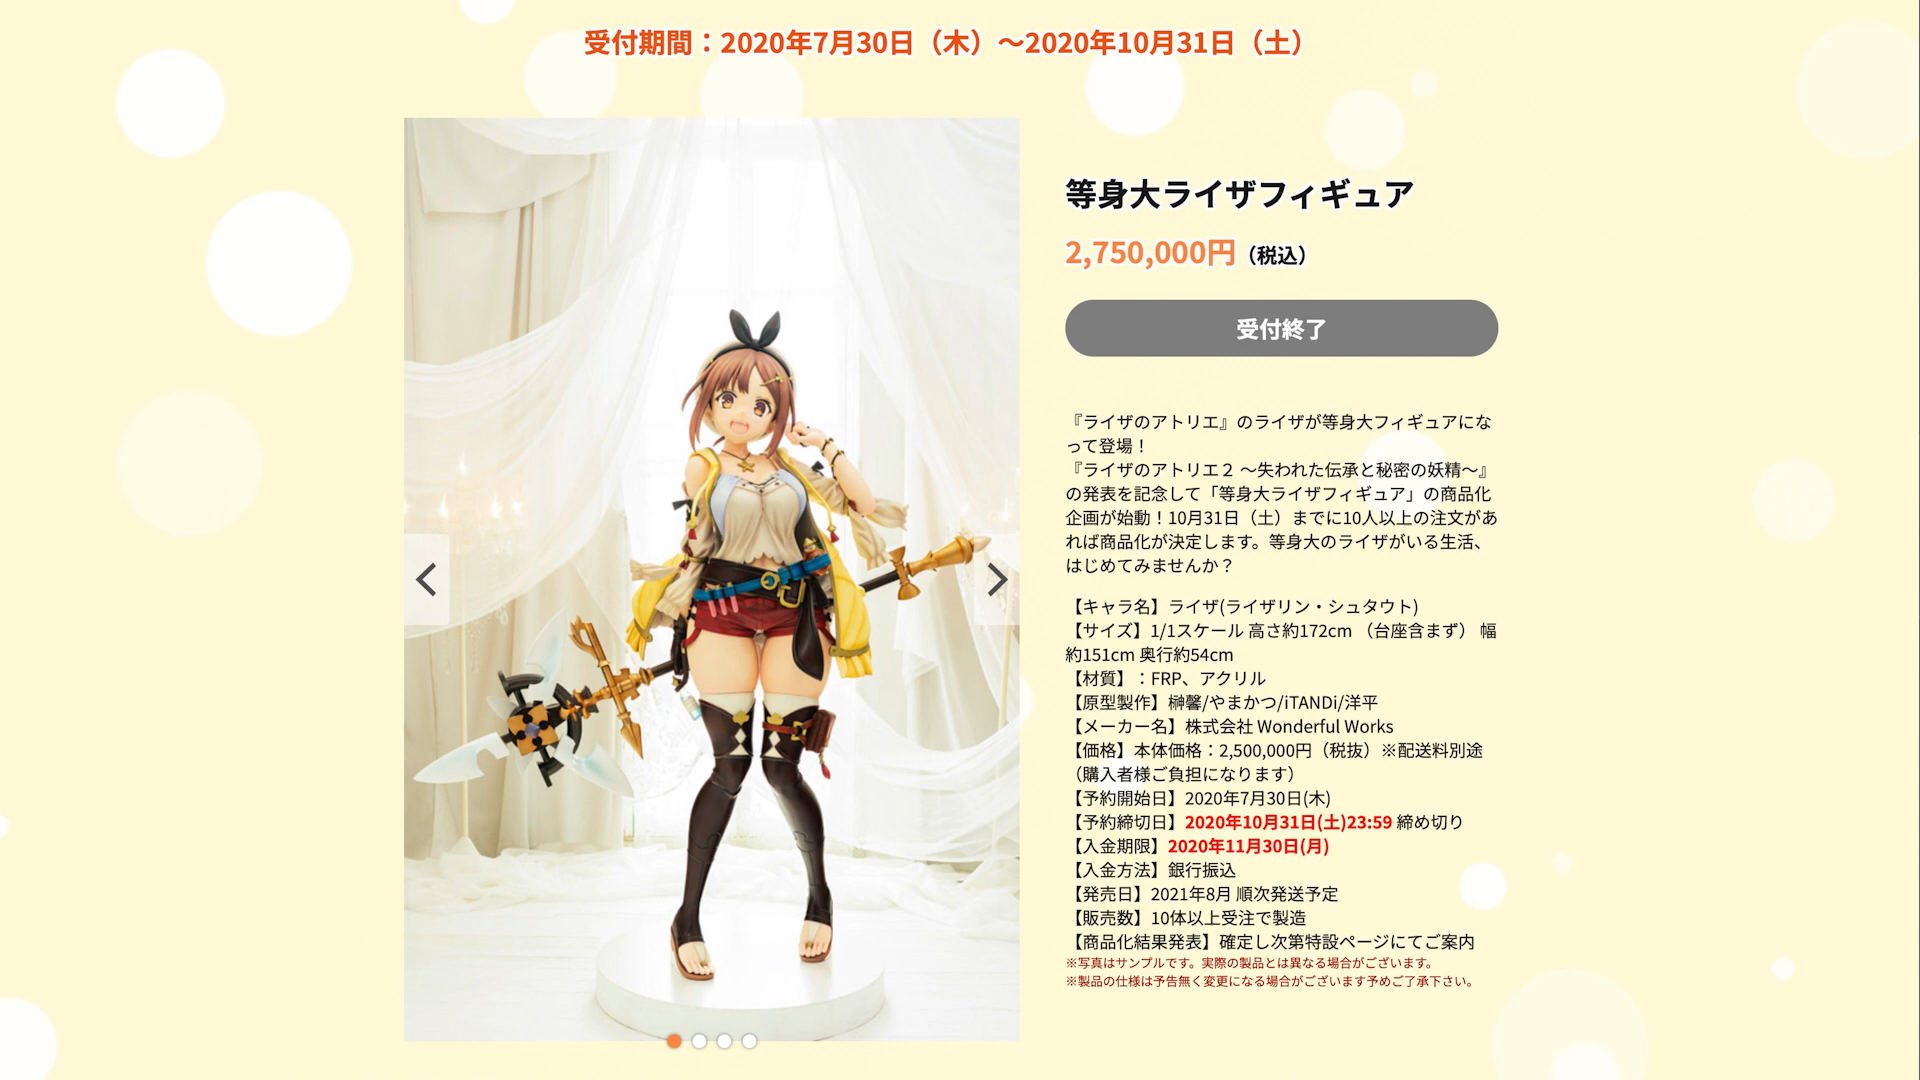 受付期間：2020年7月30日（木）～2020年10月31日（土）
等身大ライザフィギュア
2,750,000円（税込）
受付終了
『ライザのアトリエ』のライザが等身大フィギュアにな
って登場！
『ライザのアトリエ２ ～失われた伝承と秘密の妖精～』
の発表を記念して「等身大ライザフィギュア」の商品化
企画が始動！10月31日（土）までに10人以上の注文があ
れば商品化が決定します。等身大のライザがいる生活、
はじめてみませんか？
【キャラ名】ライザ(ライザリン・シュタウト)
【サイズ】1/1スケール 高さ約172cm （台座含まず） 幅
約151cm 奥行約54cm
【材質】：FRP、アクリル
【原型製作】榊馨/やまかつ/iTANDi/洋平
【メーカー名】株式会社 Wonderful Works
【価格】本体価格：2,500,000円（税抜）※配送料別途
（購入者様ご負担になります）
【予約開始日】2020年7月30日(木)
【予約締切日】2020年10月31日(土)23:59 締め切り
【入金期限】2020年11月30日(月)
【入金方法】銀行振込
【発売日】2021年8月 順次発送予定
【販売数】10体以上受注で製造
【商品化結果発表】確定し次第特設ページにてご案内
※写真はサンプルです。実際の製品とは異なる場合がございます。
※製品の仕様は予告無く変更になる場合がございます予めご了承下さい。